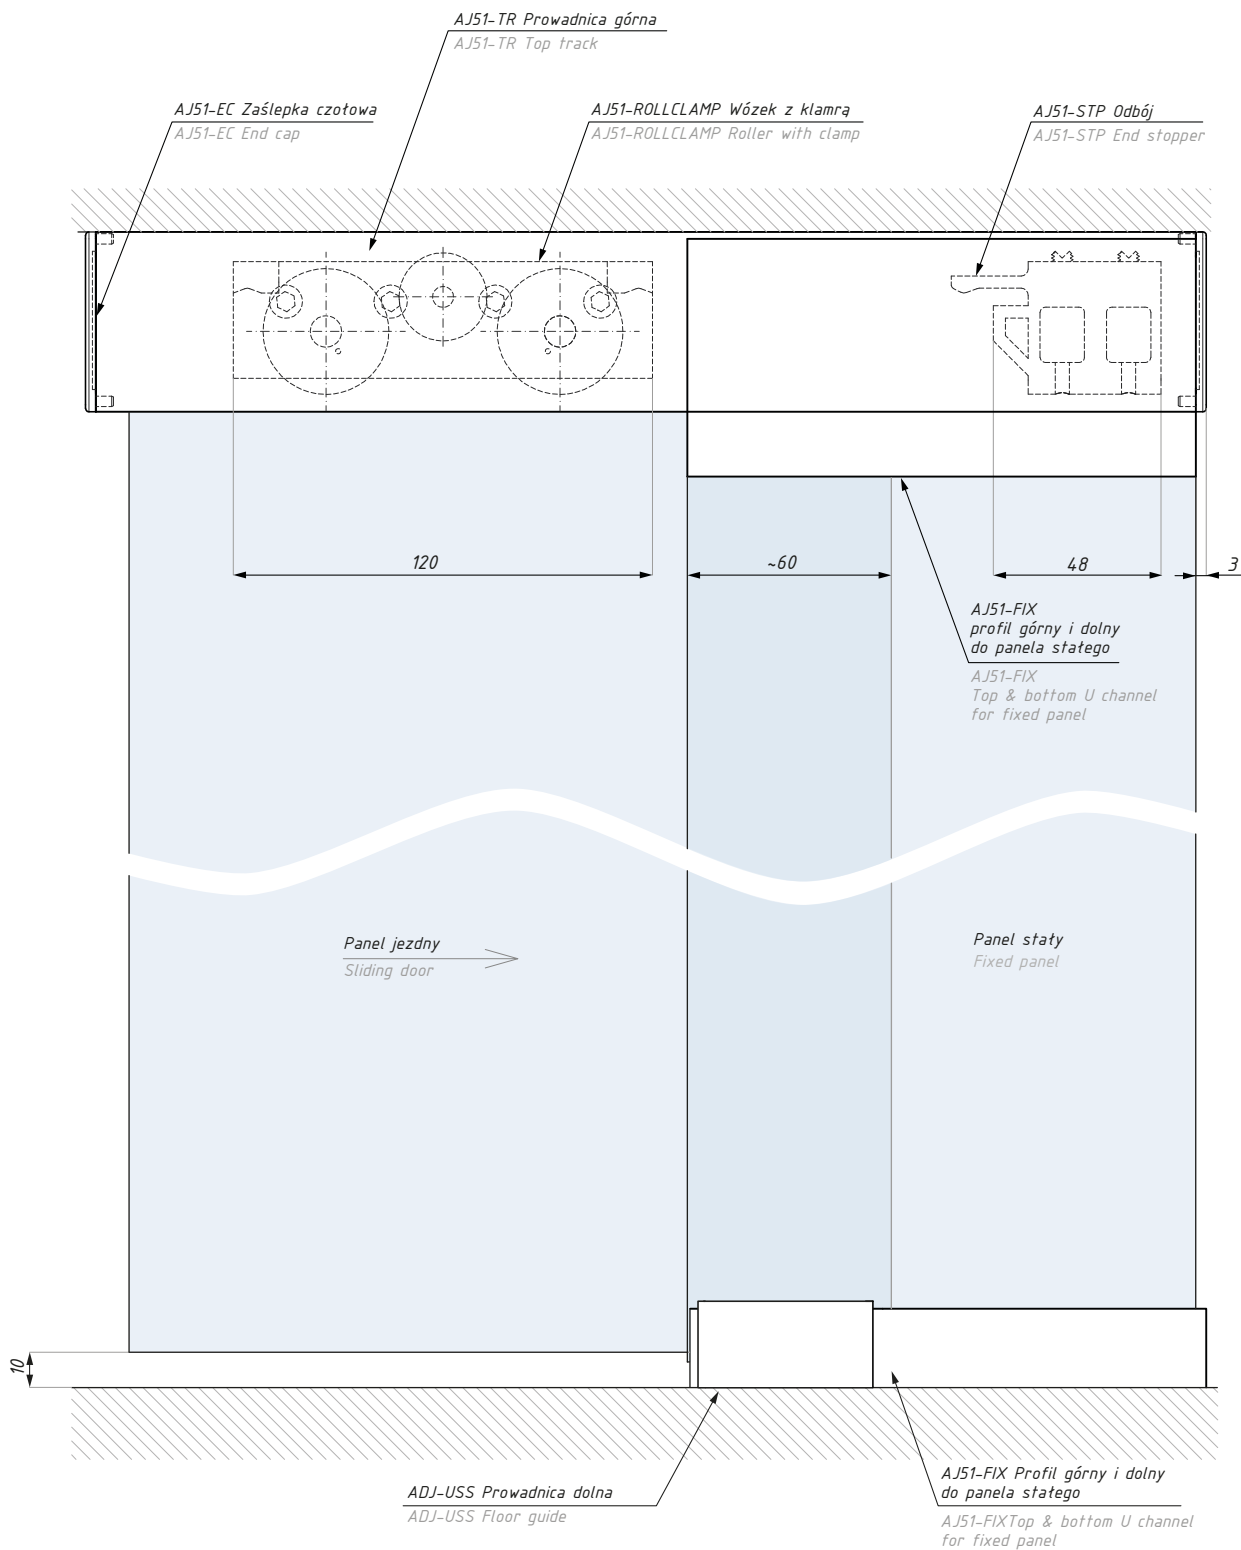 AJ51-TR Prowadnica górna
AJ51-TR Top track
AJ51-EC Zaślepka czołowa
AJ51-EC End cap
AJ51-ROLLCLAMP Wózek z klamrą
AJ51-ROLLCLAMP Roller with clamp
AJ51-STP Odbój
AJ51-STP End stopper
120
~60
48
3
AJ51-FIX
profil górny i dolny
do panela stałego
AJ51-FIX
Top & bottom U channel
for fixed panel
Panel jezdny
Sliding door
Panel stały
Fixed panel
10
ADJ-USS Prowadnica dolna
ADJ-USS Floor guide
AJ51-FIX Profil górny i dolny
do panela stałego
AJ51-FIXTop & bottom U channel
for fixed panel